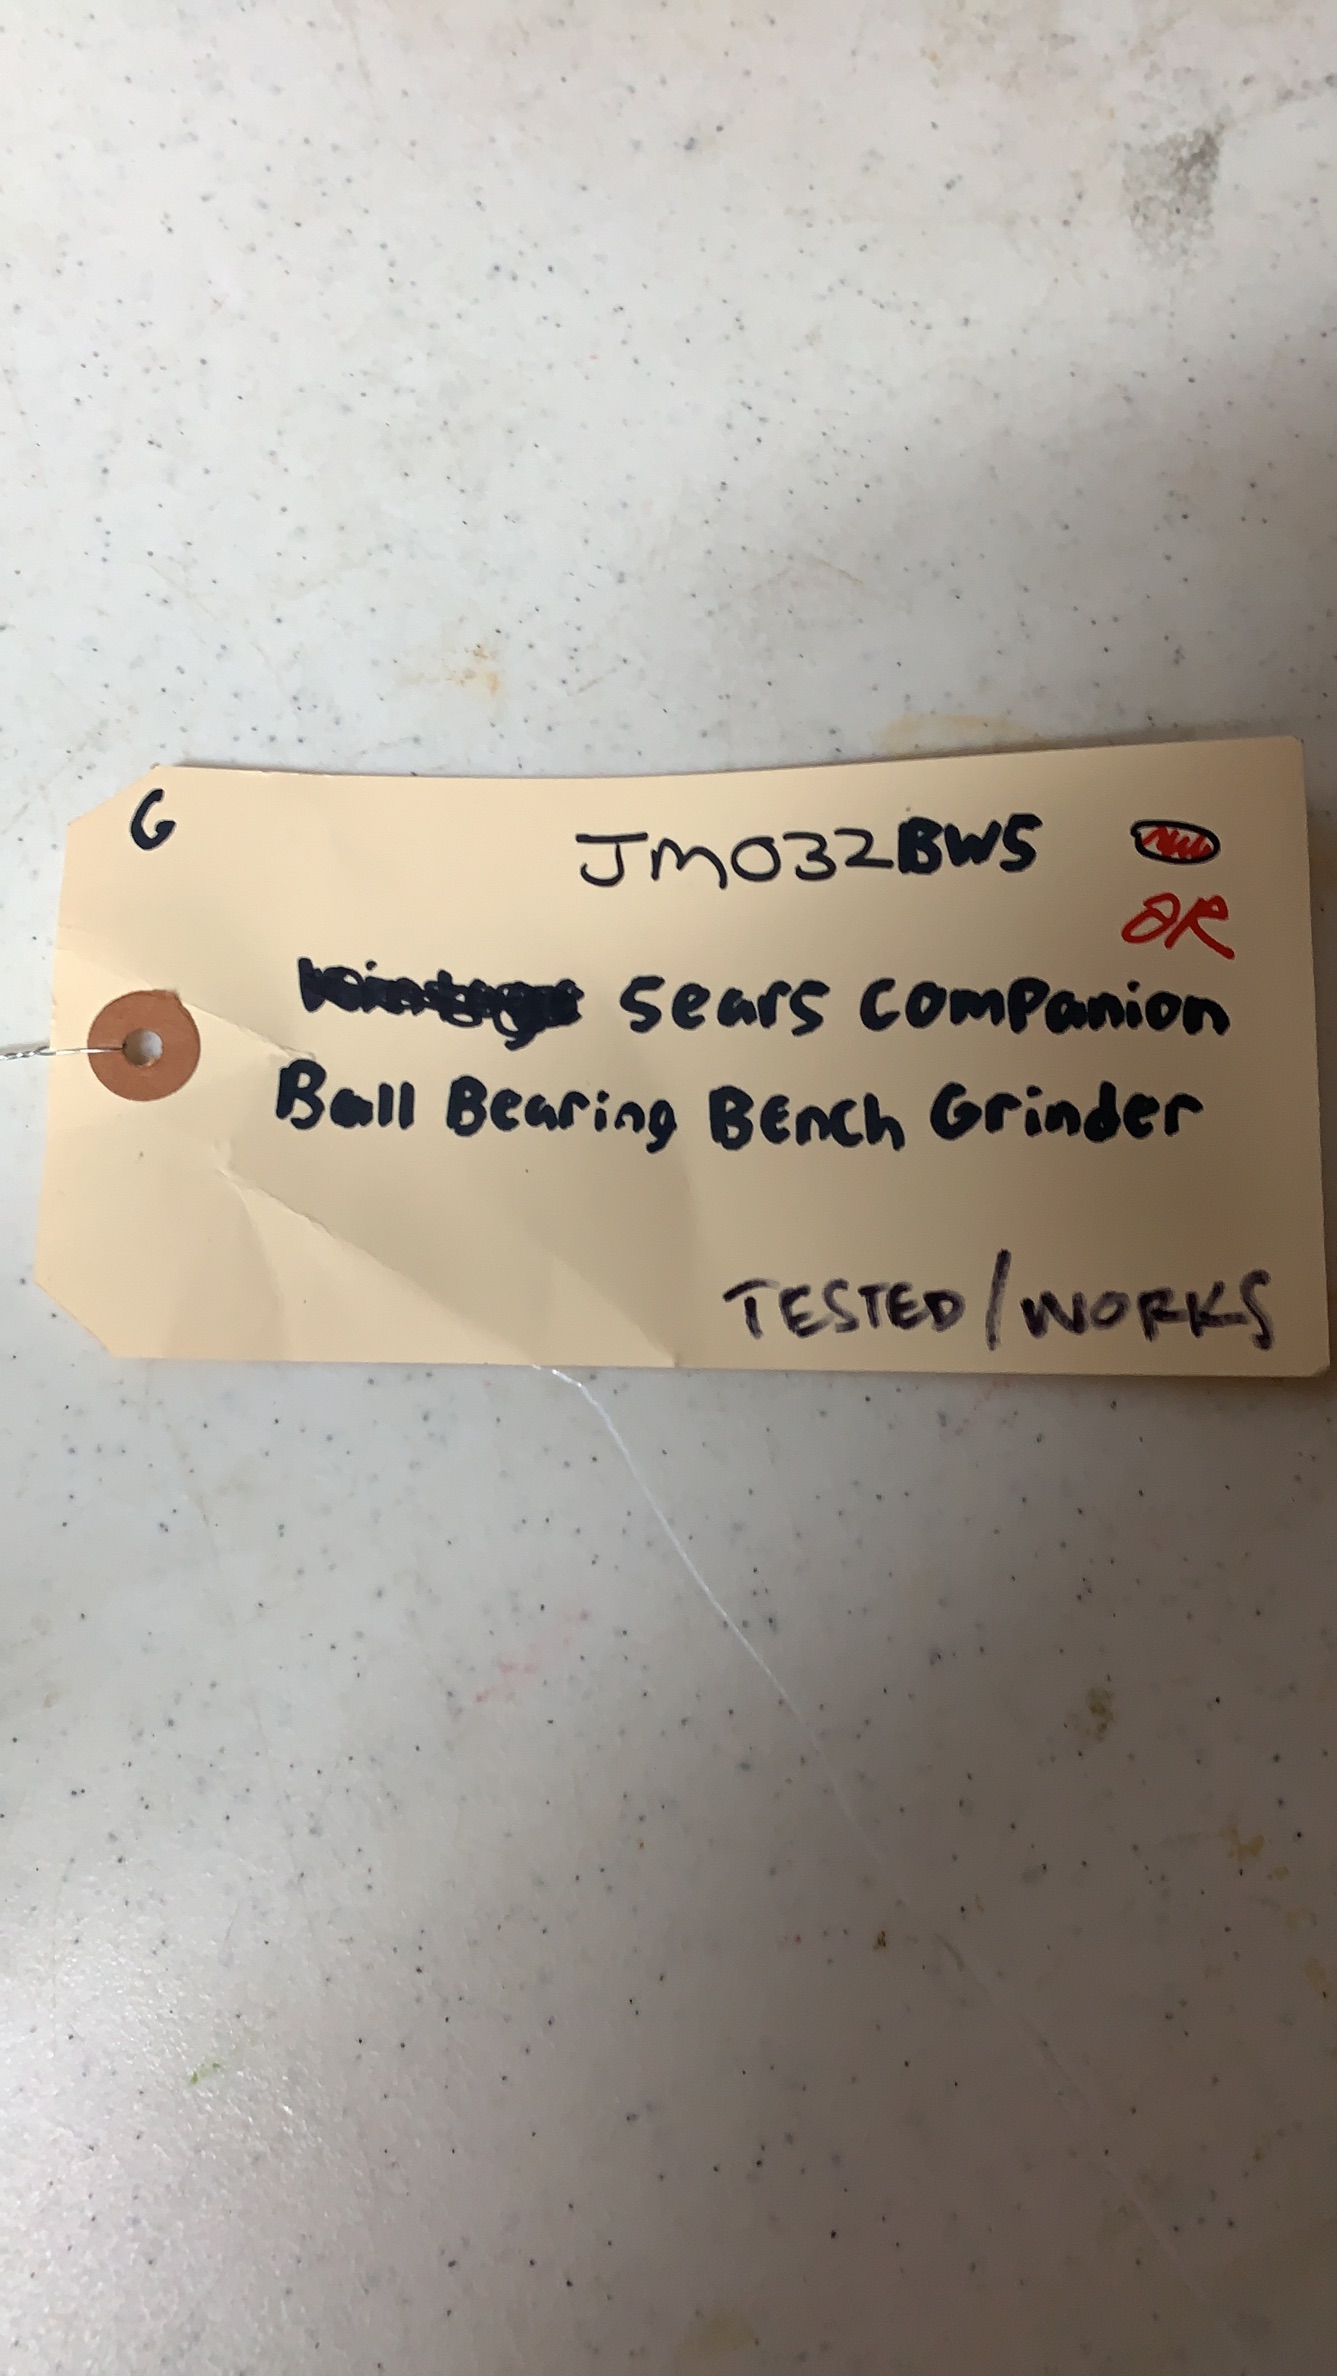 G
JM032BWS
OR
Sears Companion
Ball Bearing Bench Grinder
TESTED/WORKS